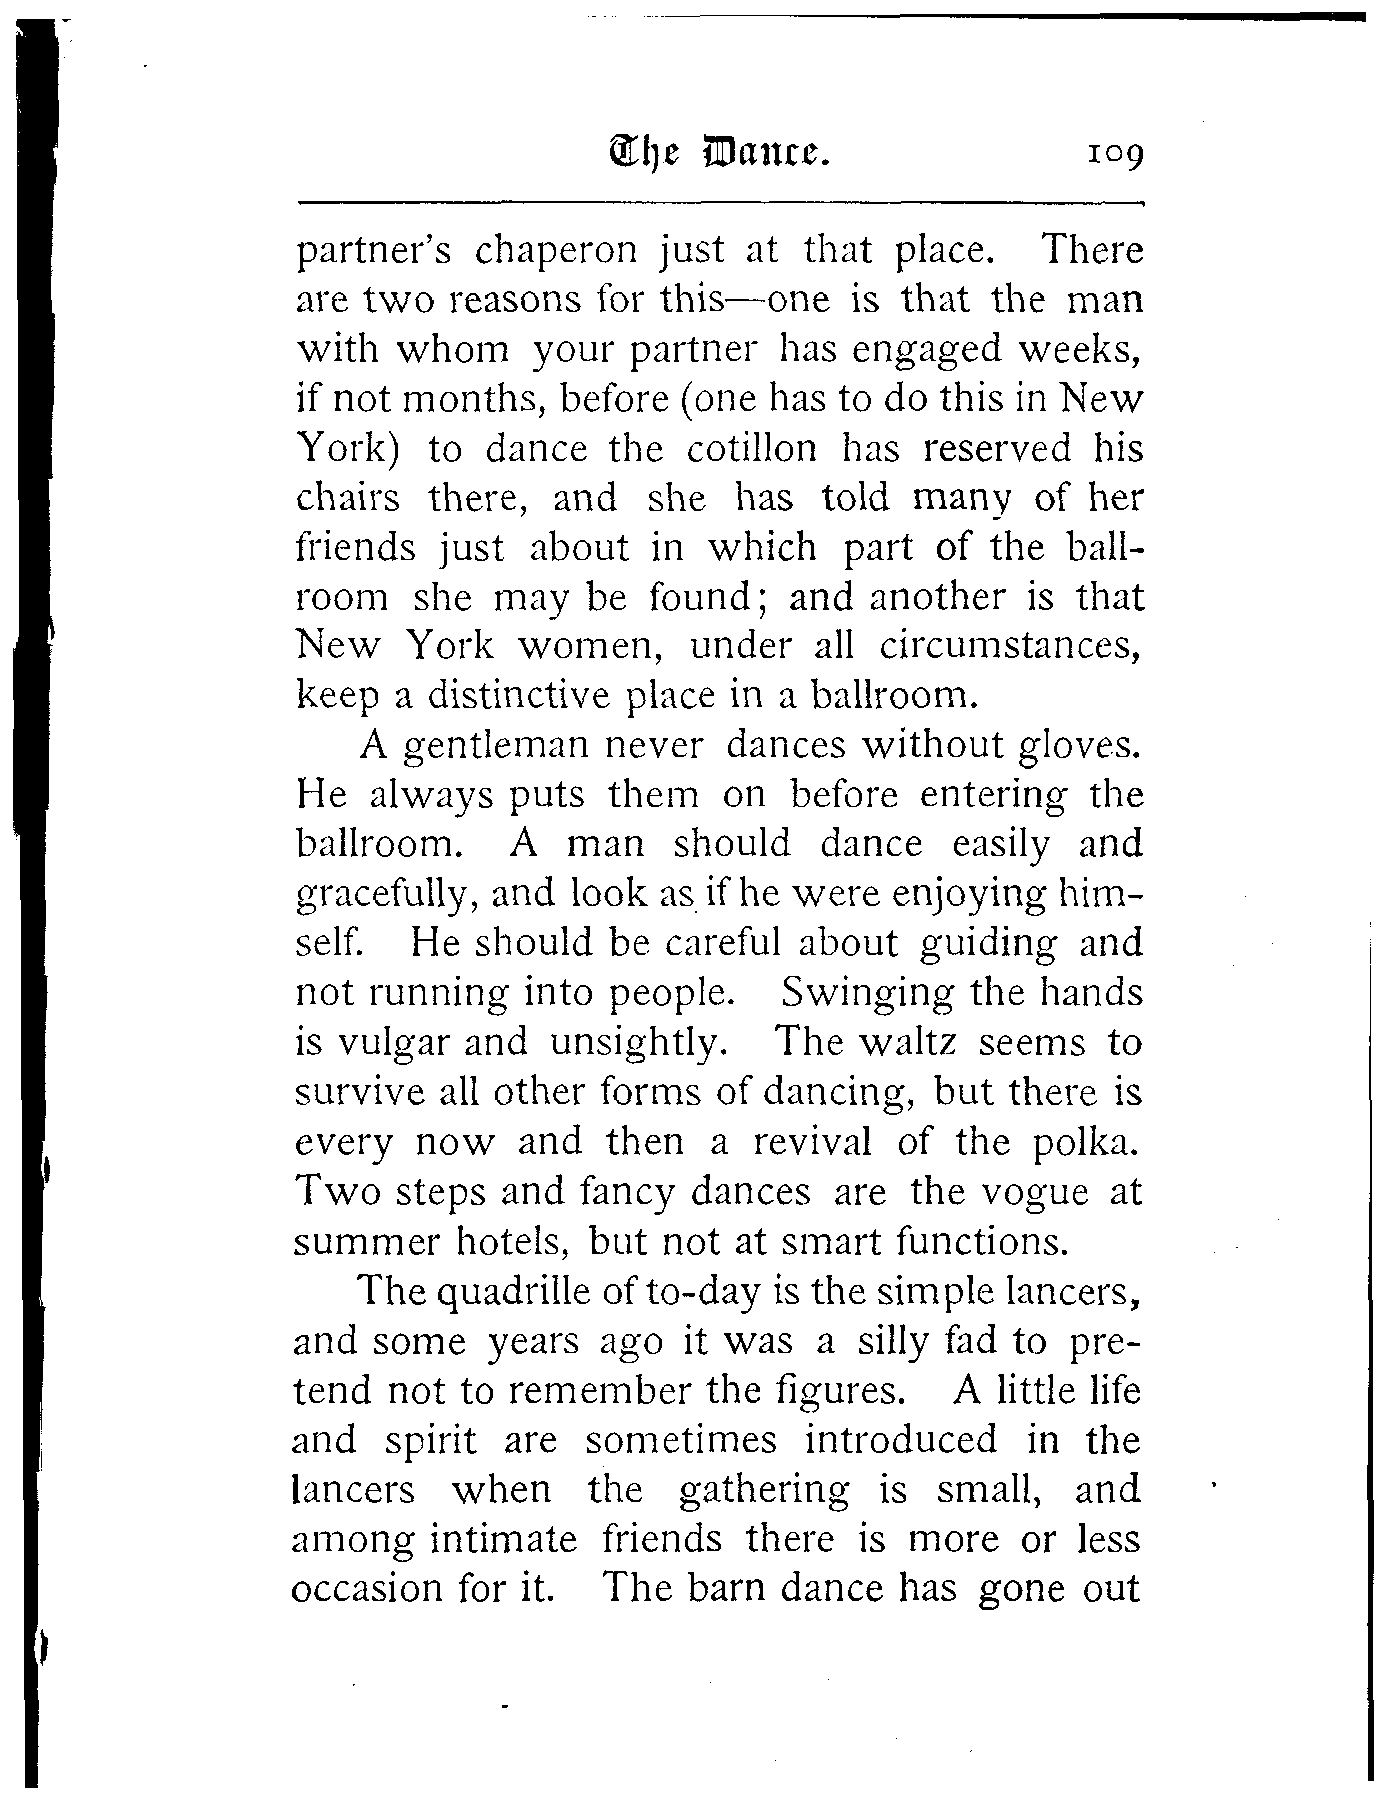 The Dance. 109
partner's chaperon just at that place. There
are two reasons for this—one is that the man
with whom your partner has engaged weeks,
if not months, before (one has to do this in New
York) to dance the cotillon has reserved his
chairs there, and she has told many of her
friends just about in which part of the ball-
room she may be found; and another is that
New York women, under all circumstances,
keep a distinctive place in a ballroom.
A gentleman never dances without gloves.
He always puts them on before entering the
ballroom. A man should dance easily and
gracefully, and look as if he were enjoying him-
self. He should be careful about guiding and
not running into people. Swinging the hands
is vulgar and unsightly. The waltz seems to
survive all other forms of dancing, but there is
every now and then a revival of the polka.
Two steps and fancy dances are the vogue at
summer hotels, but not at smart functions.
The quadrille of to-day is the simple lancers,
and some years ago it was a silly fad to pre-
tend not to remember the figures. A little life
and spirit are sometimes introduced in the
lancers when the gathering is small, and
among intimate friends there is more or less
occasion for it. The barn dance has gone out